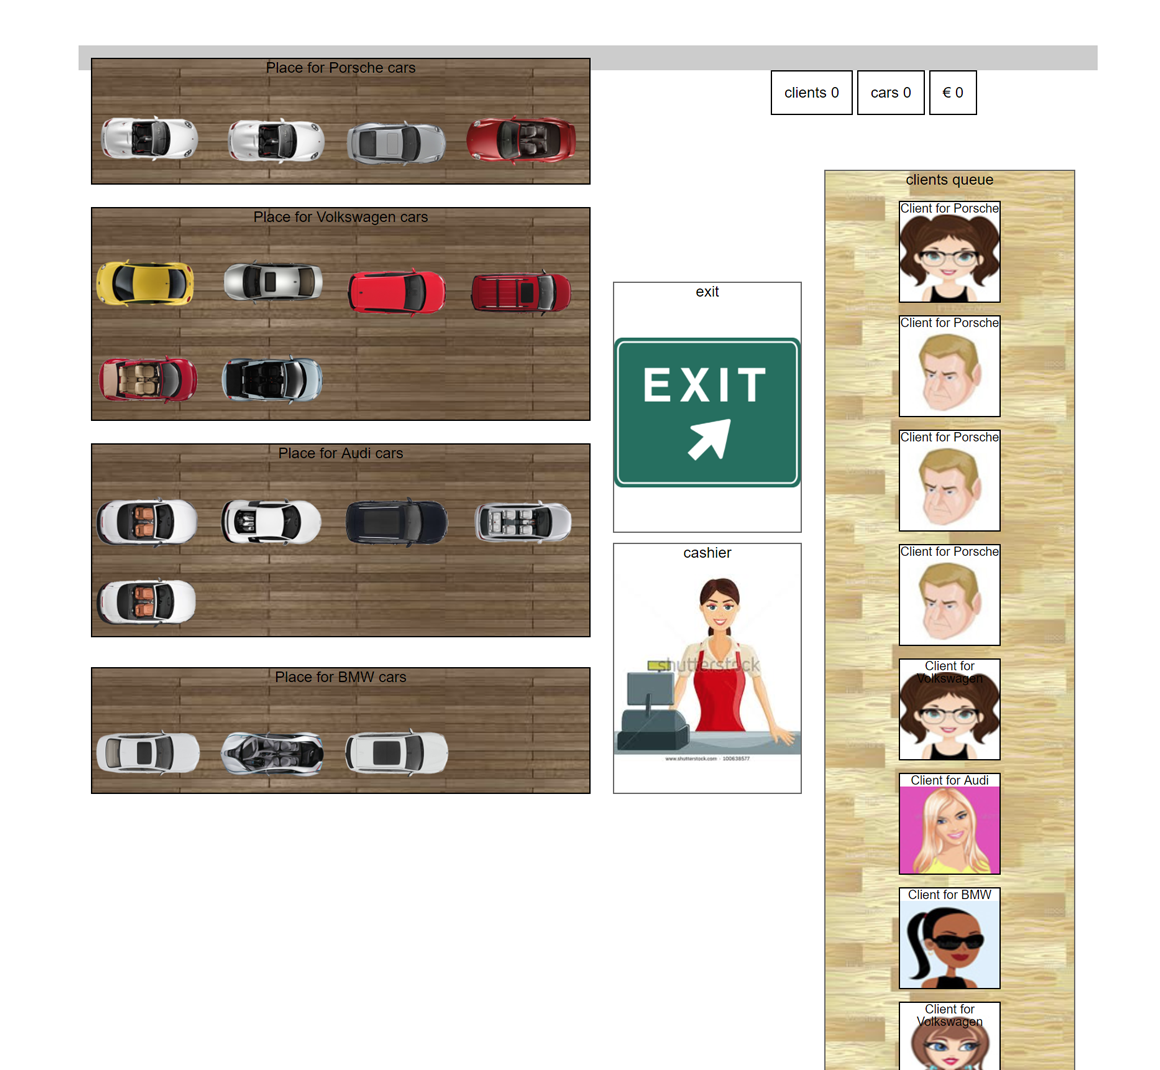 Place for Porsche cars
clients 0
cars 0
€ 0
clients queue
Client for Porsche
Place for Volkswagen cars
exit
EXIT
Client for Porsche
Client for Porsche
Place for Audi cars
cashier
Client for Porsche
shutterstock
www.shutterstock.com · 100638577
Place for BMW cars
Client for
Volkswagen
Client for Audi
Client for BMW
Client for
Volkswagen